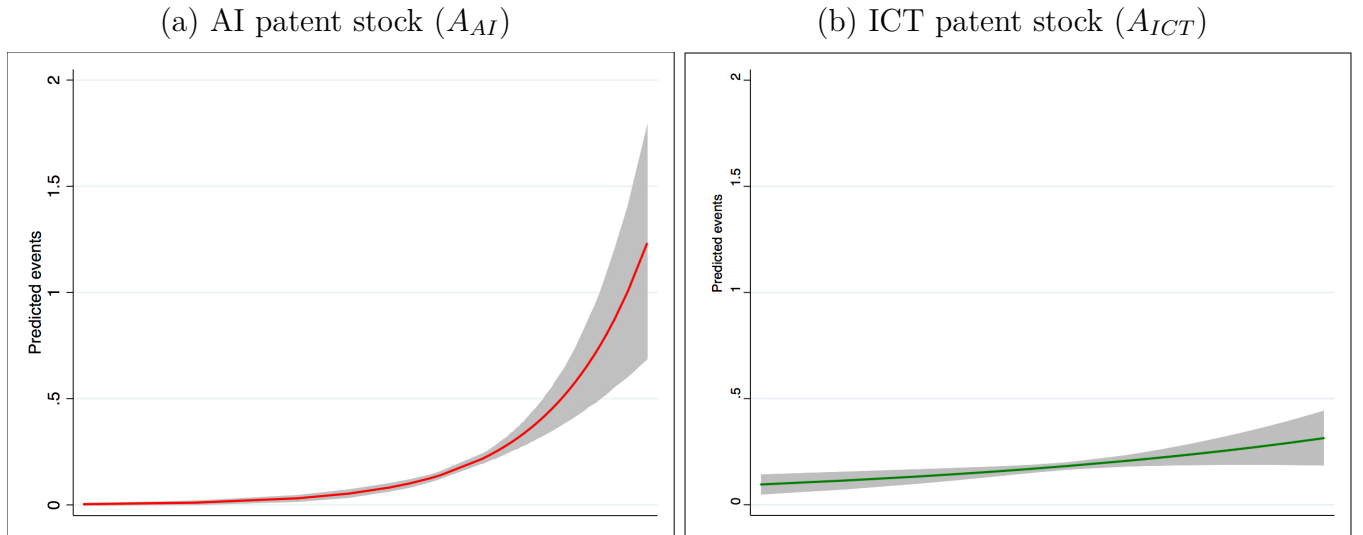 (a) AI patent stock (A_AI)
2
1.5
1
.5
0
Predicted events
(b) ICT patent stock (A_ICT)
2
1.5
1
.5
0
Predicted events